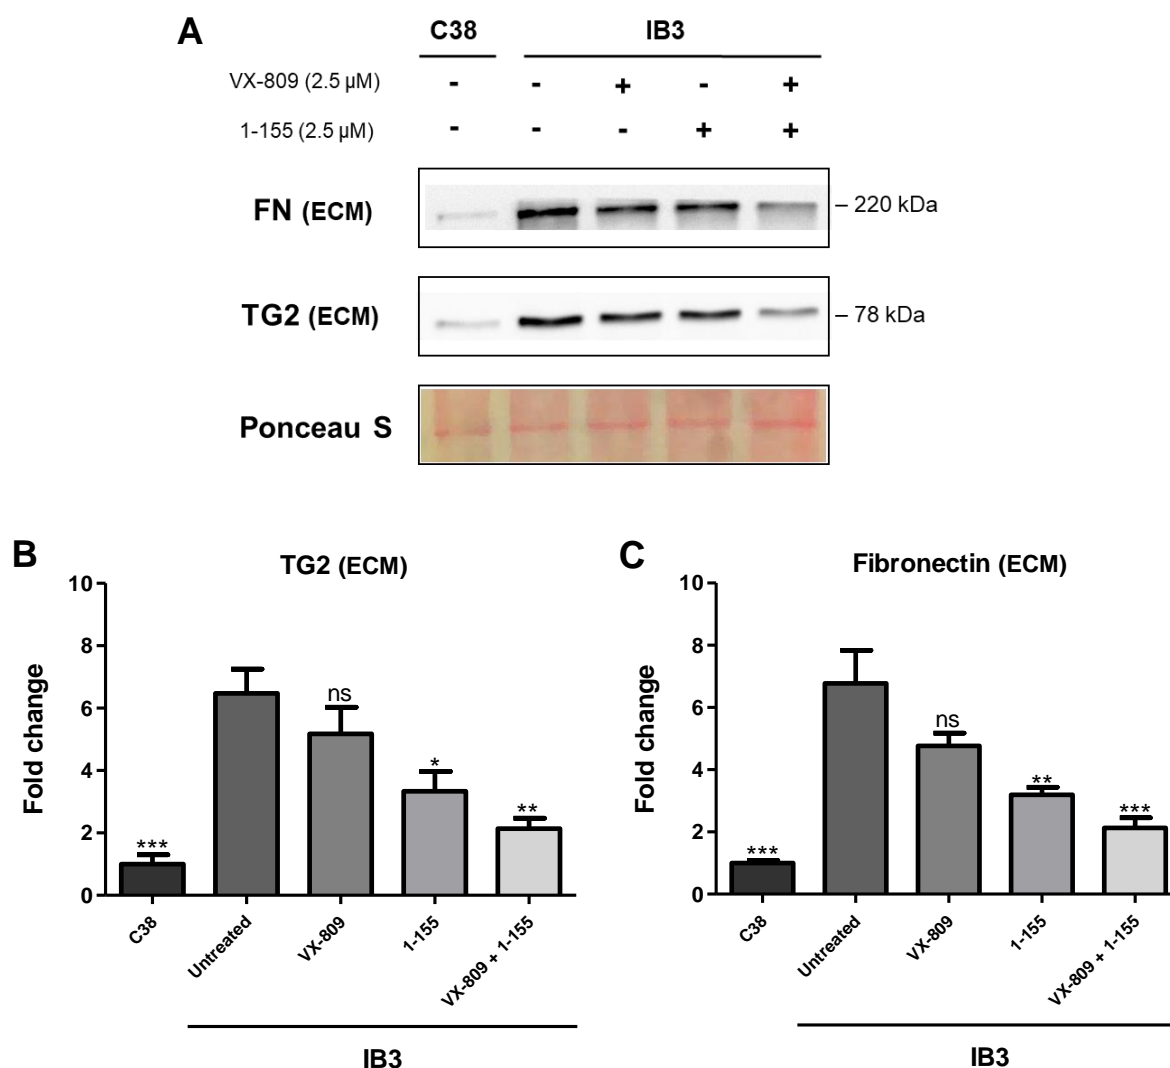 A
C38 IB3
VX-809 (2.5 µM) - - + - +
1-155 (2.5 µM) - - - + +
FN (ECM) – 220 kDa
TG2 (ECM) – 78 kDa
Ponceau S
B
TG2 (ECM)
Fold change
10
8
6
4
2
0
***
ns
*
**
C38
Untreated
VX-809
1-155
VX-809 + 1-155
IB3
C
Fibronectin (ECM)
Fold change
10
8
6
4
2
0
***
ns
**
***
C38
Untreated
VX-809
1-155
VX-809 + 1-155
IB3